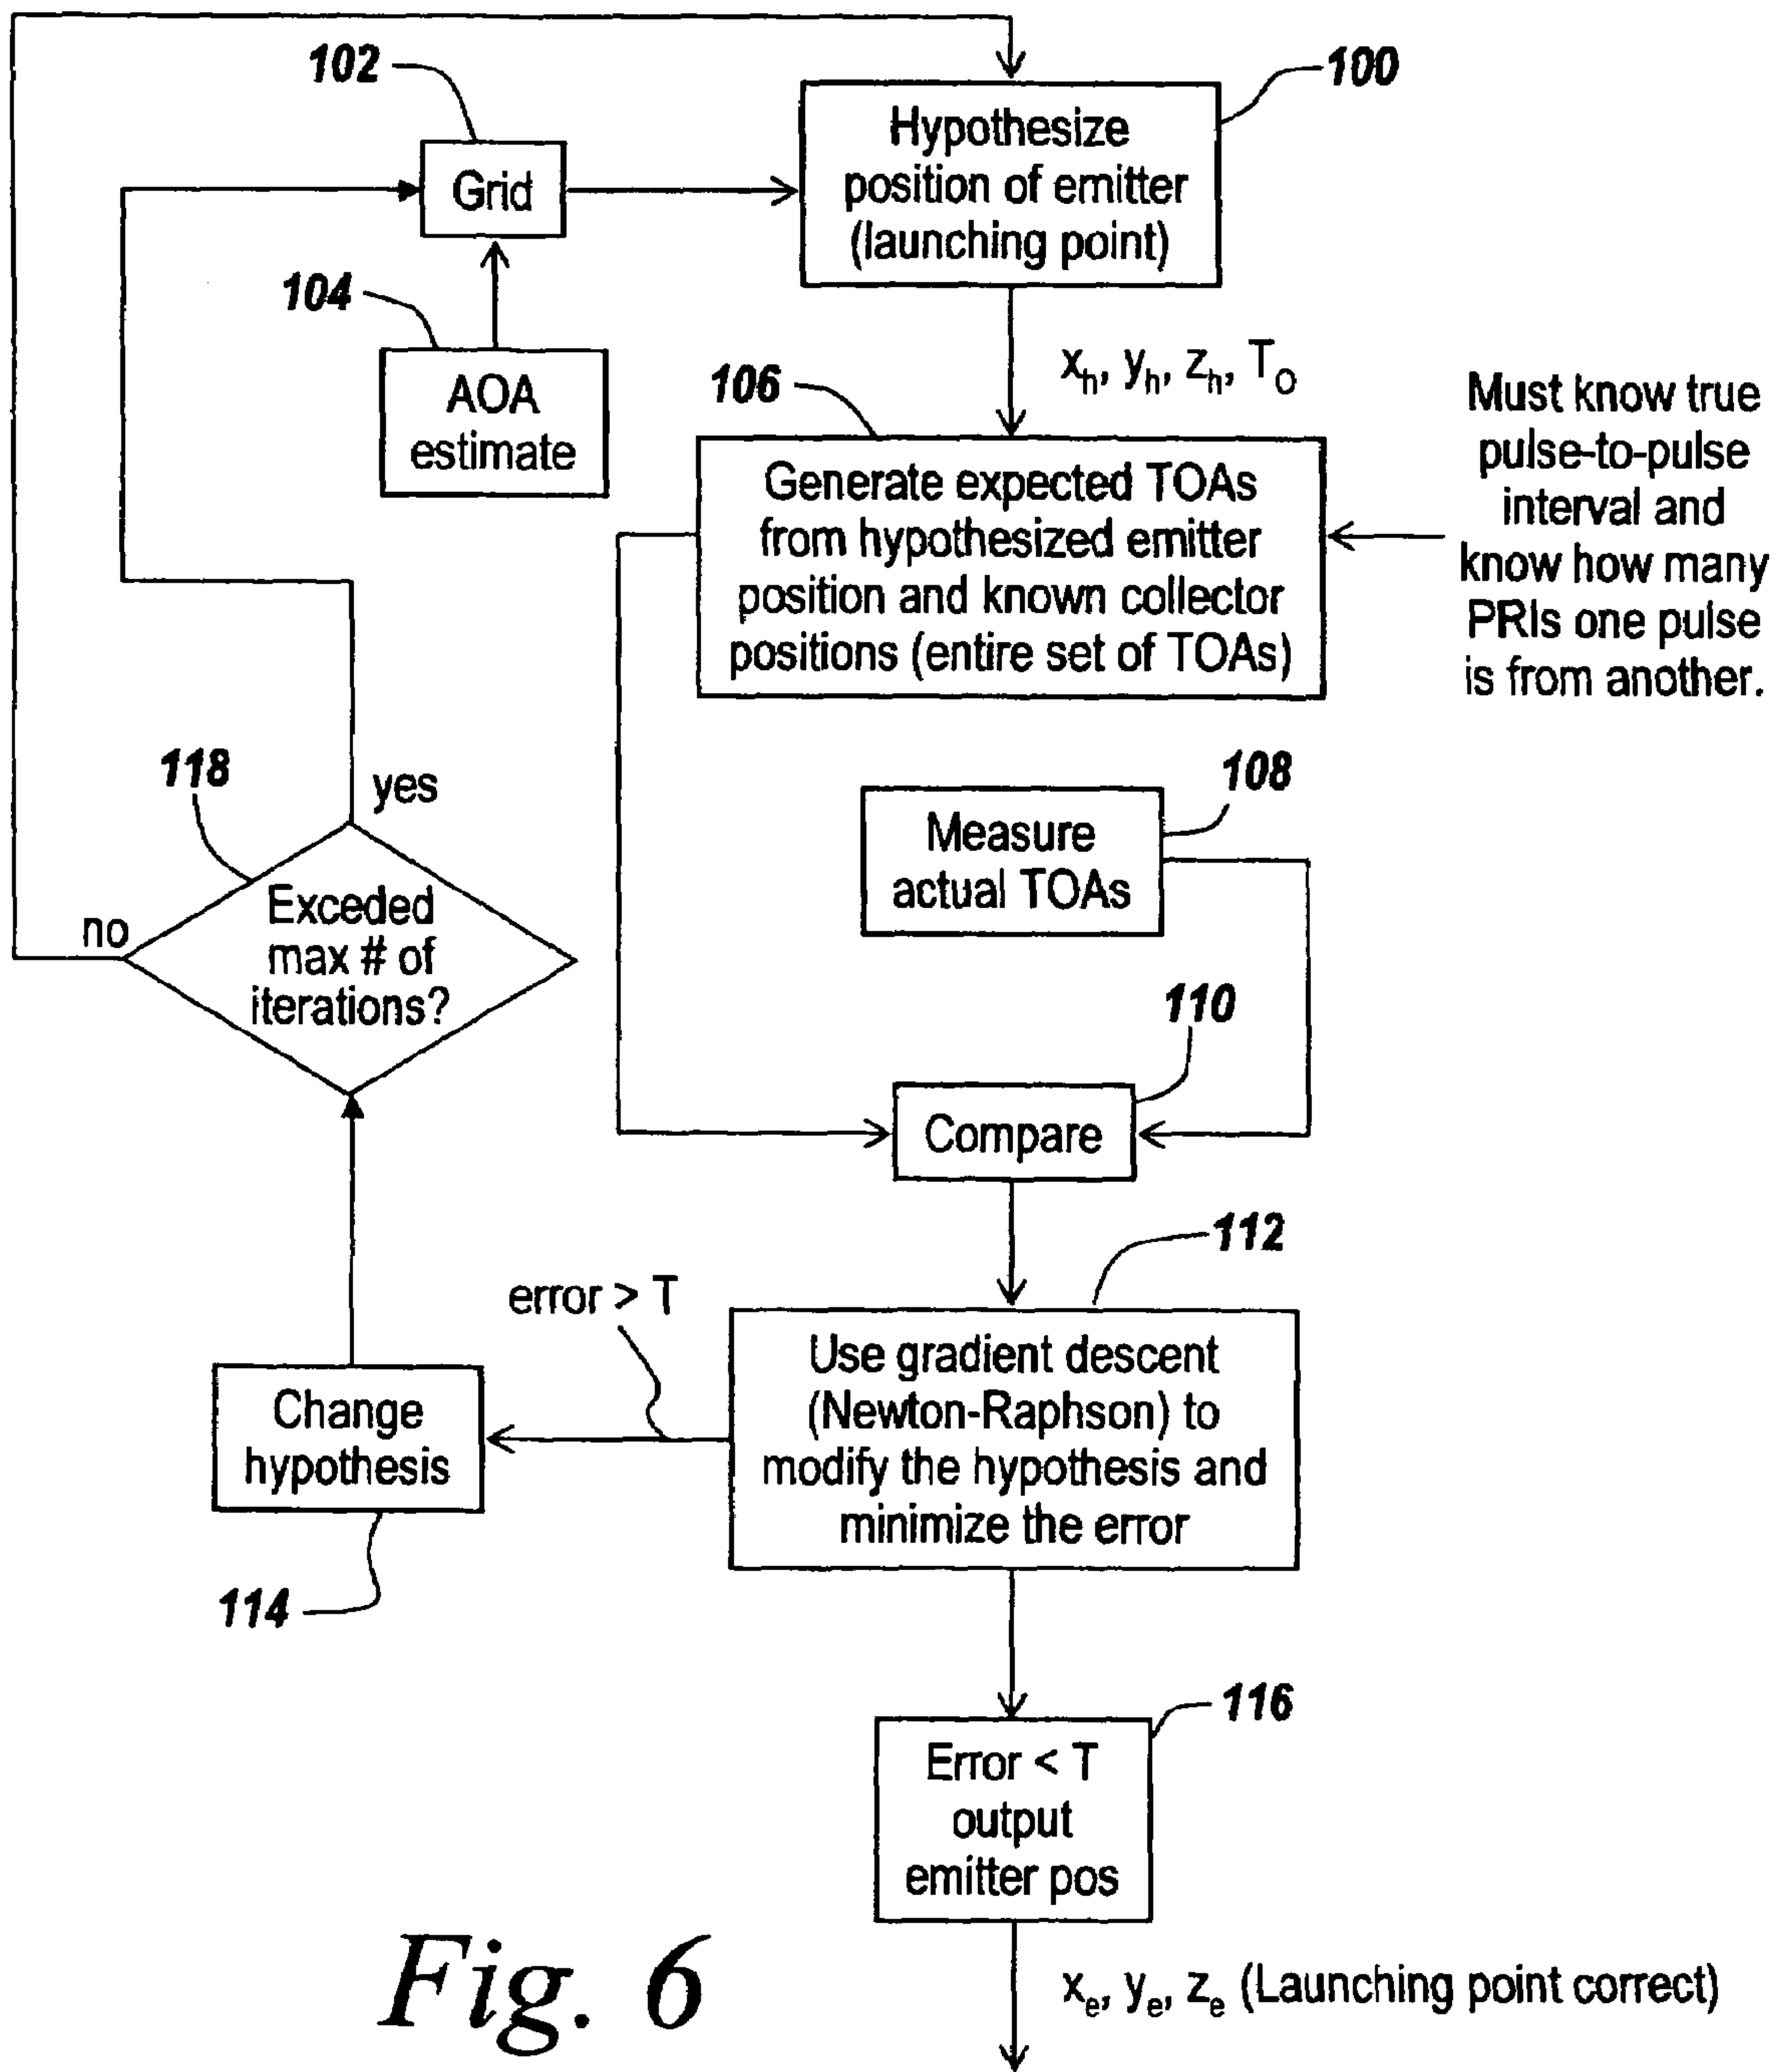 102
100
Hypothesize
position of emitter
(launching point)
Grid
104
AOA
estimate
x_h, y_h, z_h, T_O
106
Generate expected TOAs
from hypothesized emitter
position and known collector
positions (entire set of TOAs)
Must know true
pulse-to-pulse
interval and
know how many
PRIs one pulse
is from another.
118
yes
no
Exceded
max # of
iterations?
108
Measure
actual TOAs
110
Compare
112
error > T
Use gradient descent
(Newton-Raphson) to
modify the hypothesis and
minimize the error
Change
hypothesis
114
116
Error < T
output
emitter pos
x_e, y_e, z_e (Launching point correct)
Fig. 6